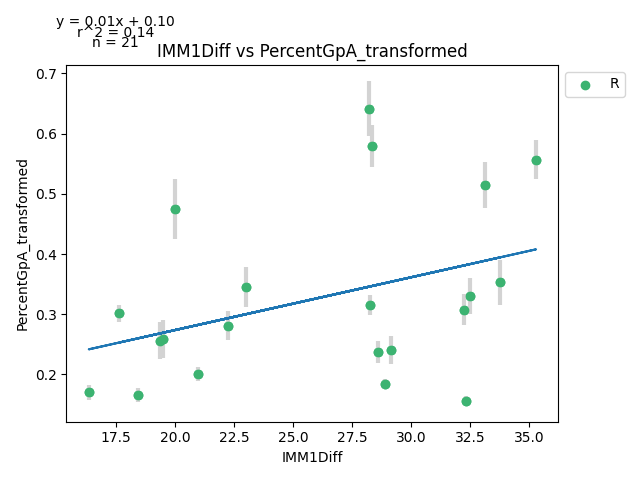 y = 0.01x + 0.10
r^2 = 0.14
n = 21
IMM1Diff vs PercentGpA_transformed
R
PercentGpA_transformed
0.7
0.6
0.5
0.4
0.3
0.2
17.5 20.0 22.5 25.0 27.5 30.0 32.5 35.0
IMM1Diff